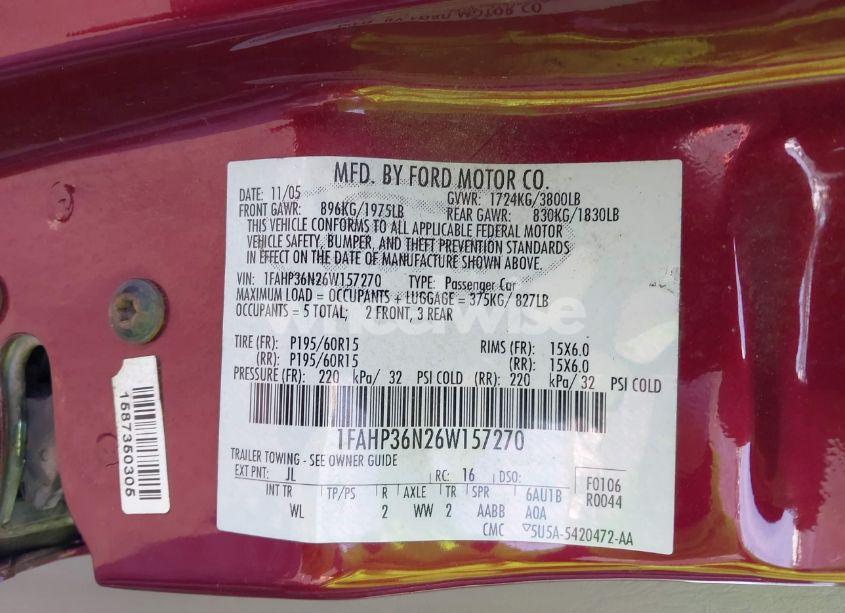 MFD. BY FORD MOTOR CO.
DATE: 11/05 GVWR: 1724KG/3800LB
FRONT GAWR: 896KG/1975LB REAR GAWR: 830KG/1830LB
THIS VEHICLE CONFORMS TO ALL APPLICABLE FEDERAL MOTOR
VEHICLE SAFETY, BUMPER, AND THEFT PREVENTION STANDARDS
IN EFFECT ON THE DATE OF MANUFACTURE SHOWN ABOVE.
VIN: 1FAHP36N26W157270 TYPE: Passenger Car
MAXIMUM LOAD = OCCUPANTS + LUGGAGE = 375KG/ 827LB
OCCUPANTS = 5 TOTAL; 2 FRONT, 3 REAR
wheelwise
TIRE (FR): P195/60R15 RIMS (FR): 15X6.0
(RR): P195/60R15 (RR): 15X6.0
PRESSURE (FR): 220 kPa/ 32 PSI COLD (RR): 220 kPa/ 32 PSI COLD
1FAHP36N26W157270
TRAILER TOWING - SEE OWNER GUIDE
EXT PNT: JL RC: 16 DSO: F0106
R0044
INT TR TP/PS R AXLE TR SPR 6AU1B
WL 2 WW 2 AABB AOA
CMC 5U5A-5420472-AA
1587350305